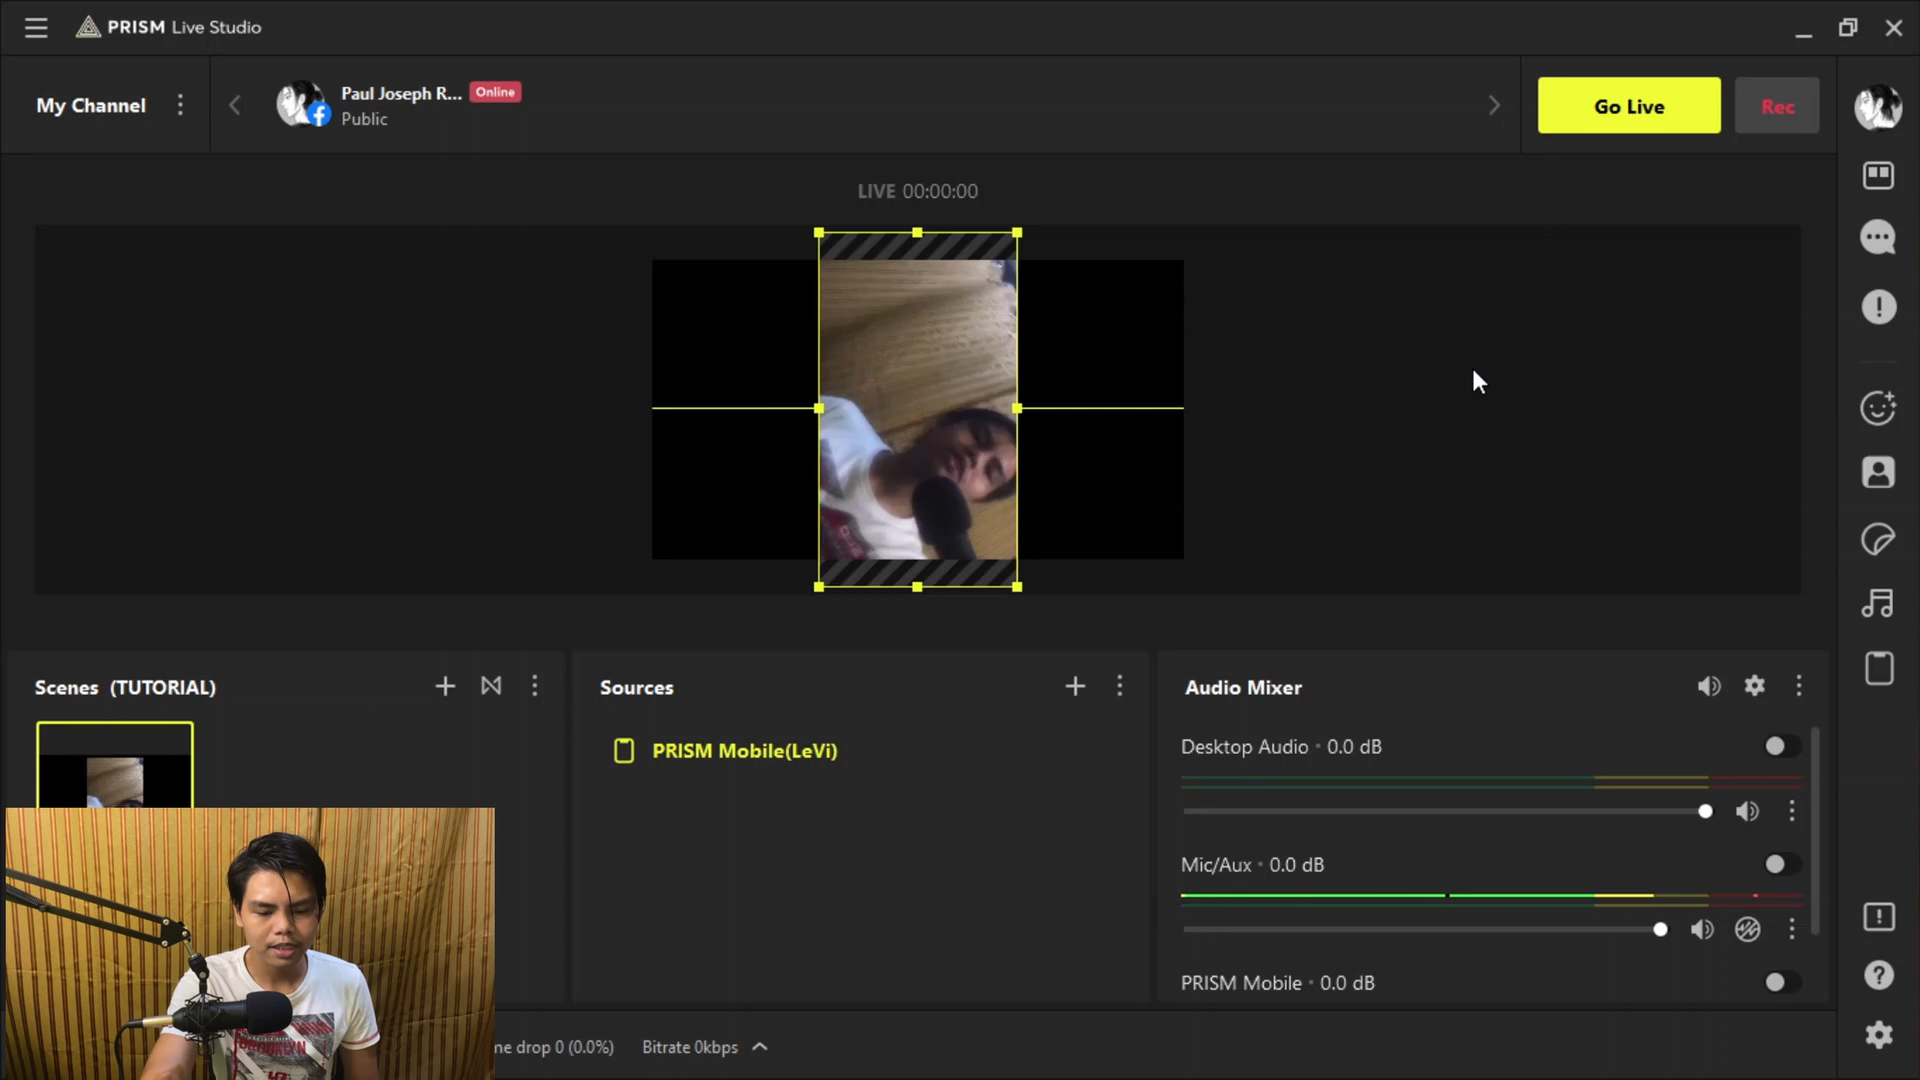 PRISM Live Studio
My Channel
Paul Joseph R... Online
Public
Go Live
Rec
LIVE 00:00:00
Scenes (TUTORIAL)
Sources
PRISM Mobile(LeVi)
Audio Mixer
Desktop Audio • 0.0 dB
Mic/Aux • 0.0 dB
PRISM Mobile • 0.0 dB
BROOKLYN
me drop 0 (0.0%)
Bitrate 0kbps